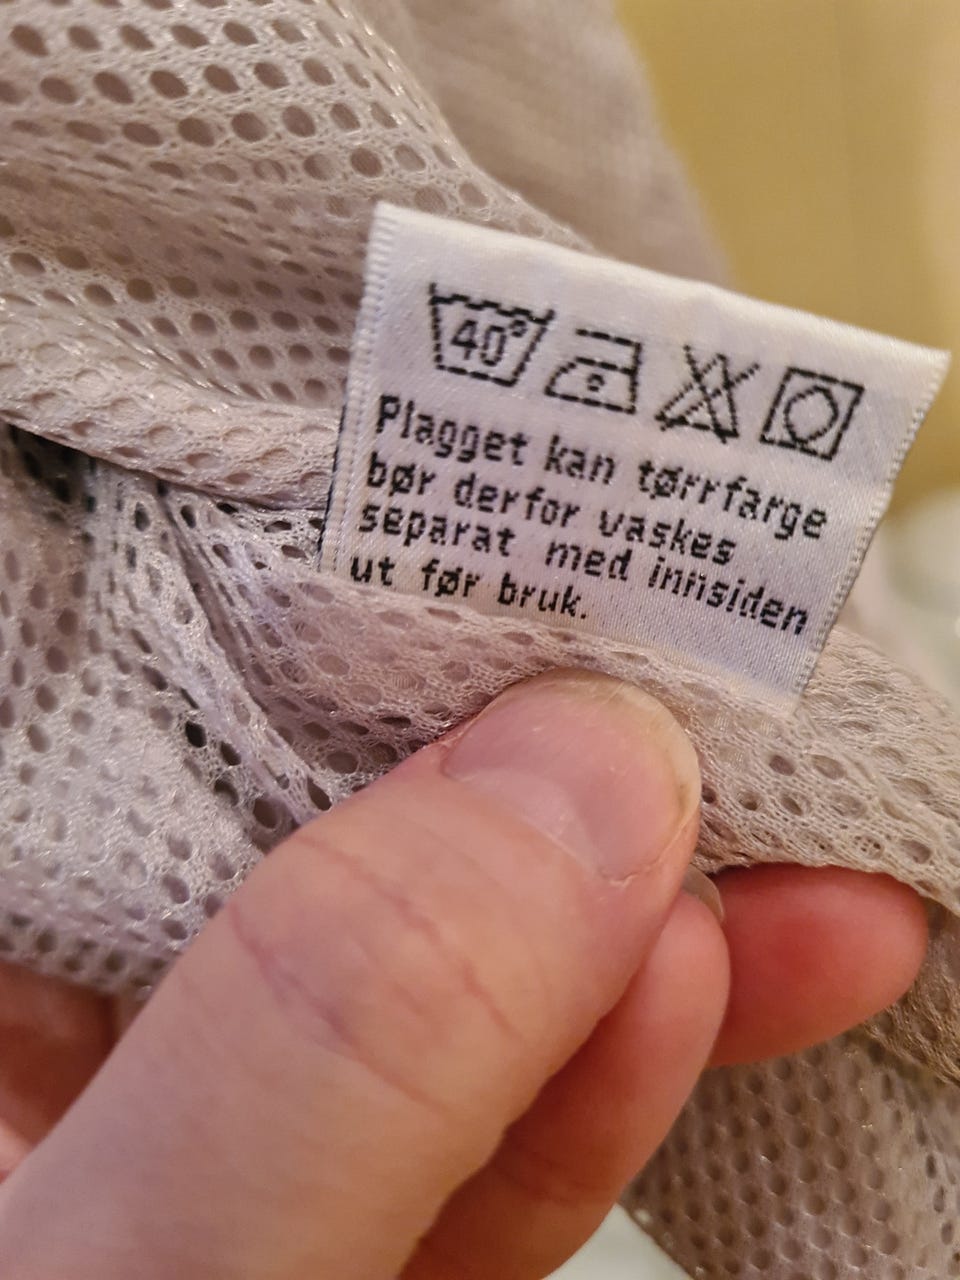 40°
Plagget kan tørrfarge
bør derfor vaskes
separat med innsiden
ut før bruk.